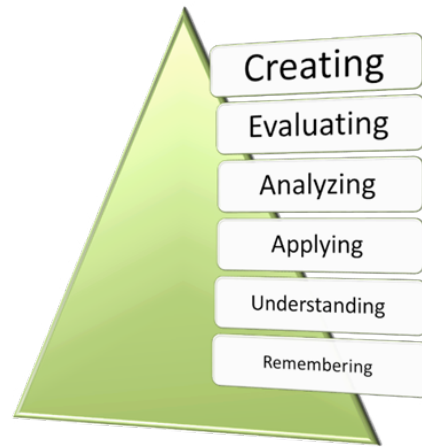 Creating
Evaluating
Analyzing
Applying
Understanding
Remembering